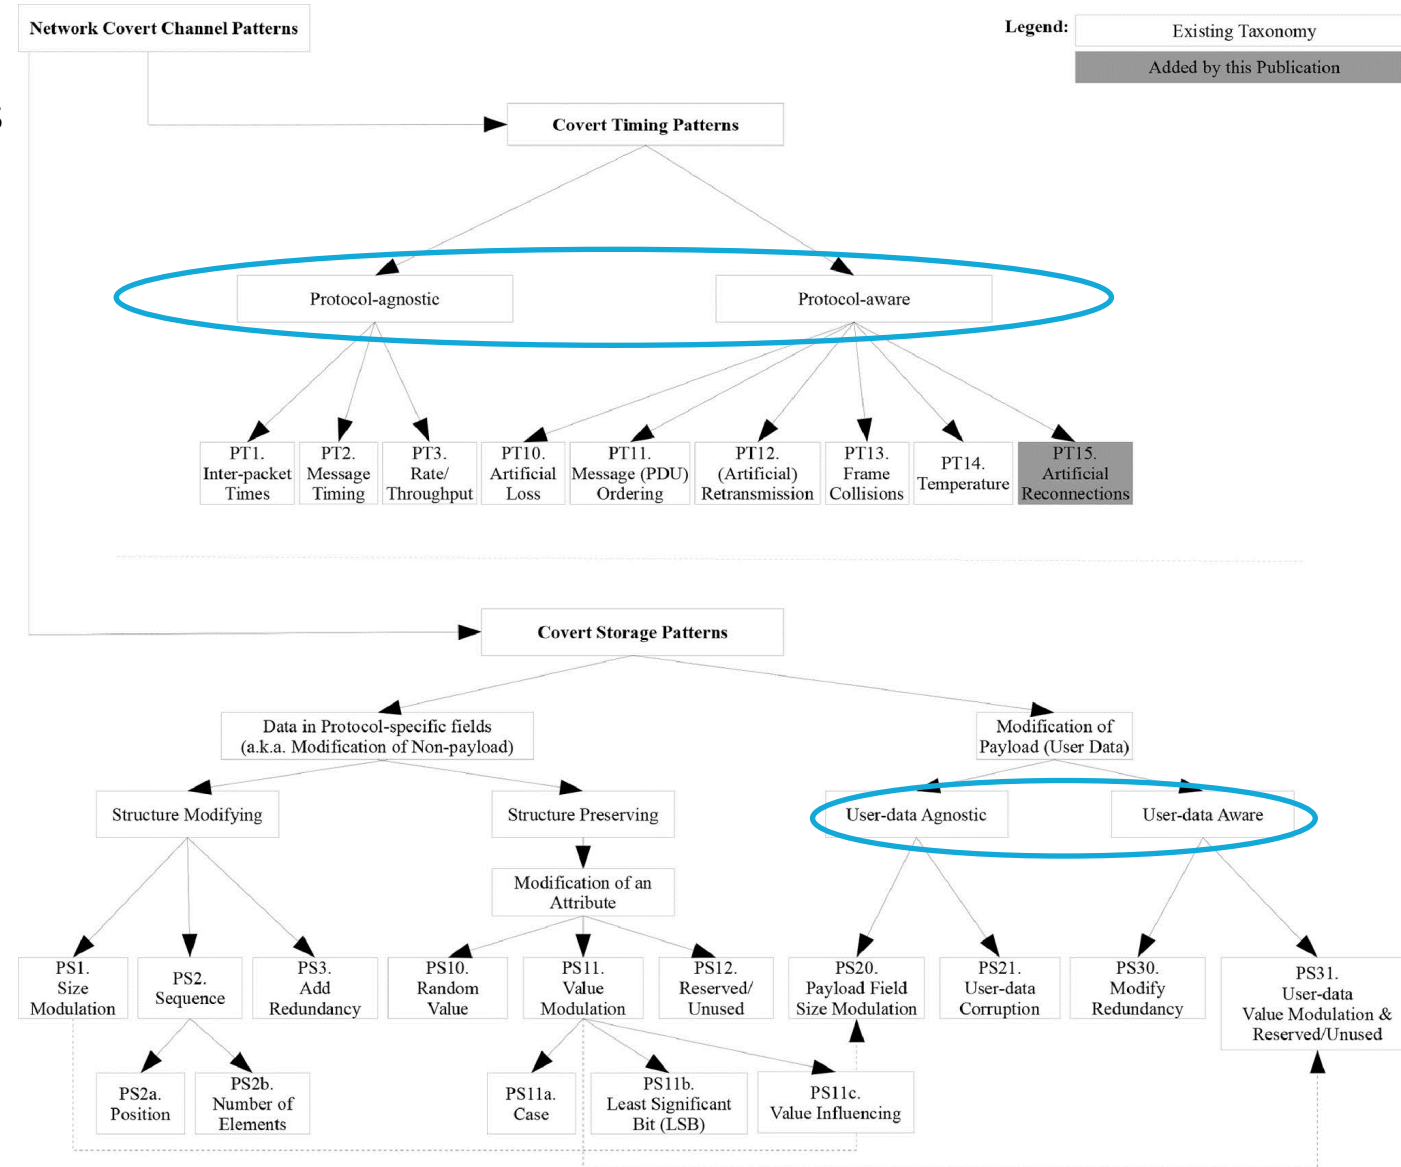 Network Covert Channel Patterns
Legend:
Existing Taxonomy
Added by this Publication
s
Covert Timing Patterns
Protocol-agnostic
Protocol-aware
PT1.
Inter-packet
Times
PT2.
Message
Timing
PT3.
Rate/
Throughput
PT10.
Artificial
Loss
PT11.
Message (PDU)
Ordering
PT12.
(Artificial)
Retransmission
PT13.
Frame
Collisions
PT14.
Temperature
PT15.
Artificial
Reconnections
Covert Storage Patterns
Data in Protocol-specific fields
(a.k.a. Modification of Non-payload)
Modification of
Payload (User Data)
Structure Modifying
Structure Preserving
User-data Agnostic
User-data Aware
Modification of an
Attribute
PS1.
Size
Modulation
PS2.
Sequence
PS3.
Add
Redundancy
PS10.
Random
Value
PS11.
Value
Modulation
PS12.
Reserved/
Unused
PS20.
Payload Field
Size Modulation
PS21.
User-data
Corruption
PS30.
Modify
Redundancy
PS31.
User-data
Value Modulation &
Reserved/Unused
PS2a.
Position
PS2b.
Number of
Elements
PS11a.
Case
PS11b.
Least Significant
Bit (LSB)
PS11c.
Value Influencing